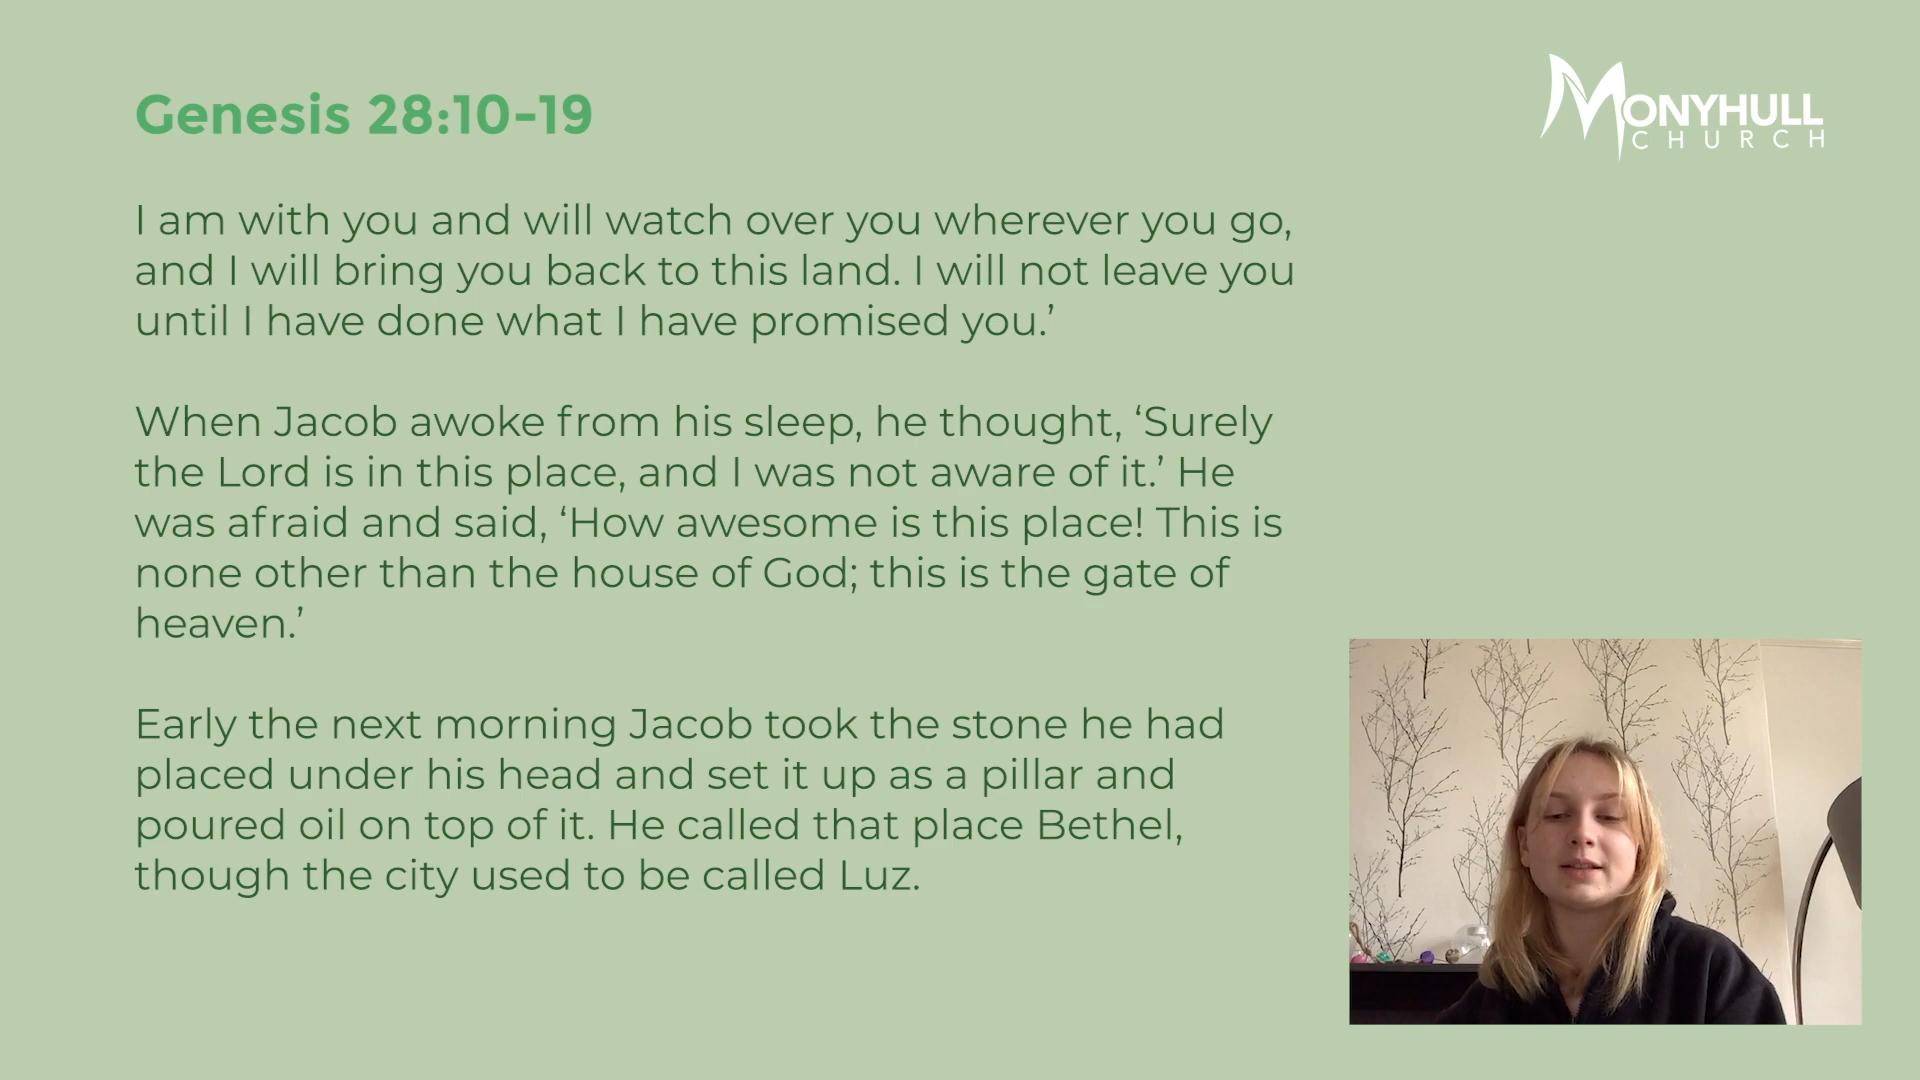 Genesis 28:10-19
MONYHULL
CHURCH
I am with you and will watch over you wherever you go,
and I will bring you back to this land. I will not leave you
until I have done what I have promised you.’
When Jacob awoke from his sleep, he thought, ‘Surely
the Lord is in this place, and I was not aware of it.’ He
was afraid and said, ‘How awesome is this place! This is
none other than the house of God; this is the gate of
heaven.’
Early the next morning Jacob took the stone he had
placed under his head and set it up as a pillar and
poured oil on top of it. He called that place Bethel,
though the city used to be called Luz.